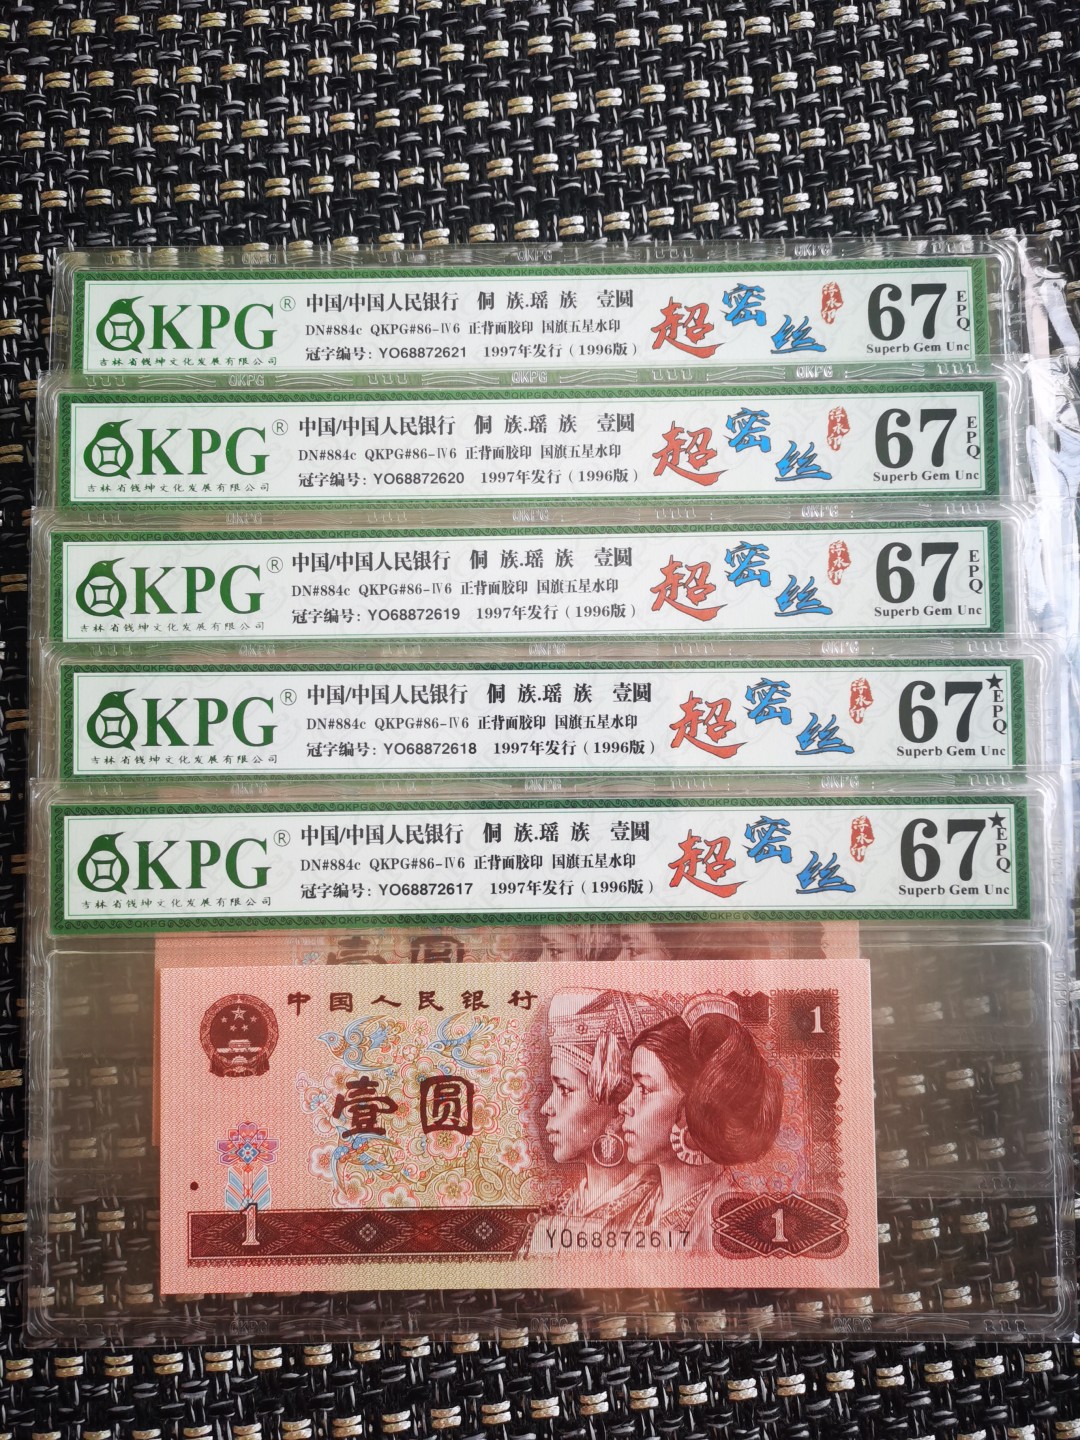 QKPG® 中国/中国人民银行 侗 族.瑶 族 壹圆
DN#884c QKPG#86-Ⅳ6 正背面胶印 国旗五星水印
冠字编号: YO68872621 1997年发行(1996版)
吉林省钱坤文化发展有限公司
超密丝 浮水印
67 EPQ
Superb Gem Unc
QKPG® 中国/中国人民银行 侗 族.瑶 族 壹圆
DN#884c QKPG#86-Ⅳ6 正背面胶印 国旗五星水印
冠字编号: YO68872620 1997年发行(1996版)
吉林省钱坤文化发展有限公司
超密丝 浮水印
67 EPQ
Superb Gem Unc
QKPG® 中国/中国人民银行 侗 族.瑶 族 壹圆
DN#884c QKPG#86-Ⅳ6 正背面胶印 国旗五星水印
冠字编号: YO68872619 1997年发行(1996版)
吉林省钱坤文化发展有限公司
超密丝 浮水印
67 EPQ
Superb Gem Unc
QKPG® 中国/中国人民银行 侗 族.瑶 族 壹圆
DN#884c QKPG#86-Ⅳ6 正背面胶印 国旗五星水印
冠字编号: YO68872618 1997年发行(1996版)
吉林省钱坤文化发展有限公司
超密丝 浮水印
67 ★EPQ
Superb Gem Unc
QKPG® 中国/中国人民银行 侗 族.瑶 族 壹圆
DN#884c QKPG#86-Ⅳ6 正背面胶印 国旗五星水印
冠字编号: YO68872617 1997年发行(1996版)
吉林省钱坤文化发展有限公司
超密丝 浮水印
67 ★EPQ
Superb Gem Unc
中国人民银行
1
壹圆
1
YO68872617
1